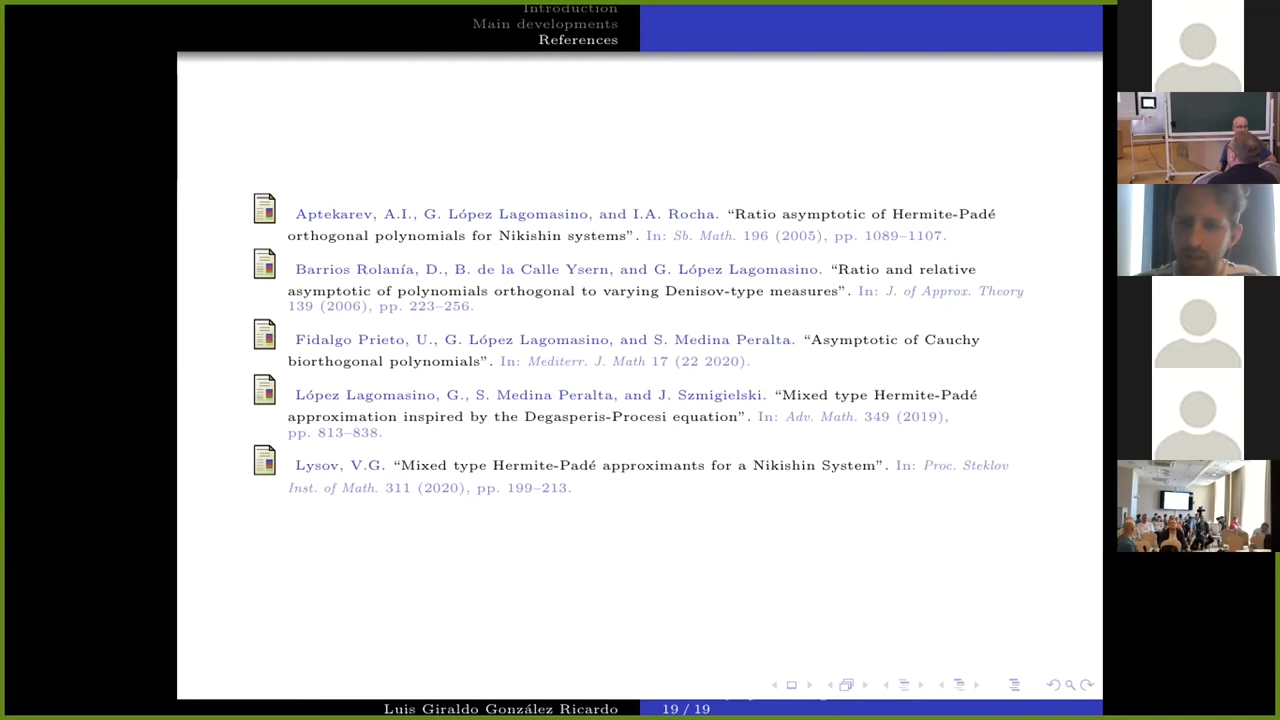 Introduction
Main developments
References
Aptekarev, A.I., G. López Lagomasino, and I.A. Rocha. “Ratio asymptotic of Hermite-Padé
orthogonal polynomials for Nikishin systems”. In: Sb. Math. 196 (2005), pp. 1089–1107.
Barrios Rolanía, D., B. de la Calle Ysern, and G. López Lagomasino. “Ratio and relative
asymptotic of polynomials orthogonal to varying Denisov-type measures”. In: J. of Approx. Theory
139 (2006), pp. 223–256.
Fidalgo Prieto, U., G. López Lagomasino, and S. Medina Peralta. “Asymptotic of Cauchy
biorthogonal polynomials”. In: Mediterr. J. Math 17 (22 2020).
López Lagomasino, G., S. Medina Peralta, and J. Szmigielski. “Mixed type Hermite-Padé
approximation inspired by the Degasperis-Procesi equation”. In: Adv. Math. 349 (2019),
pp. 813–838.
Lysov, V.G. “Mixed type Hermite-Padé approximants for a Nikishin System”. In: Proc. Steklov
Inst. of Math. 311 (2020), pp. 199–213.
Luis Giraldo González Ricardo
19 / 19